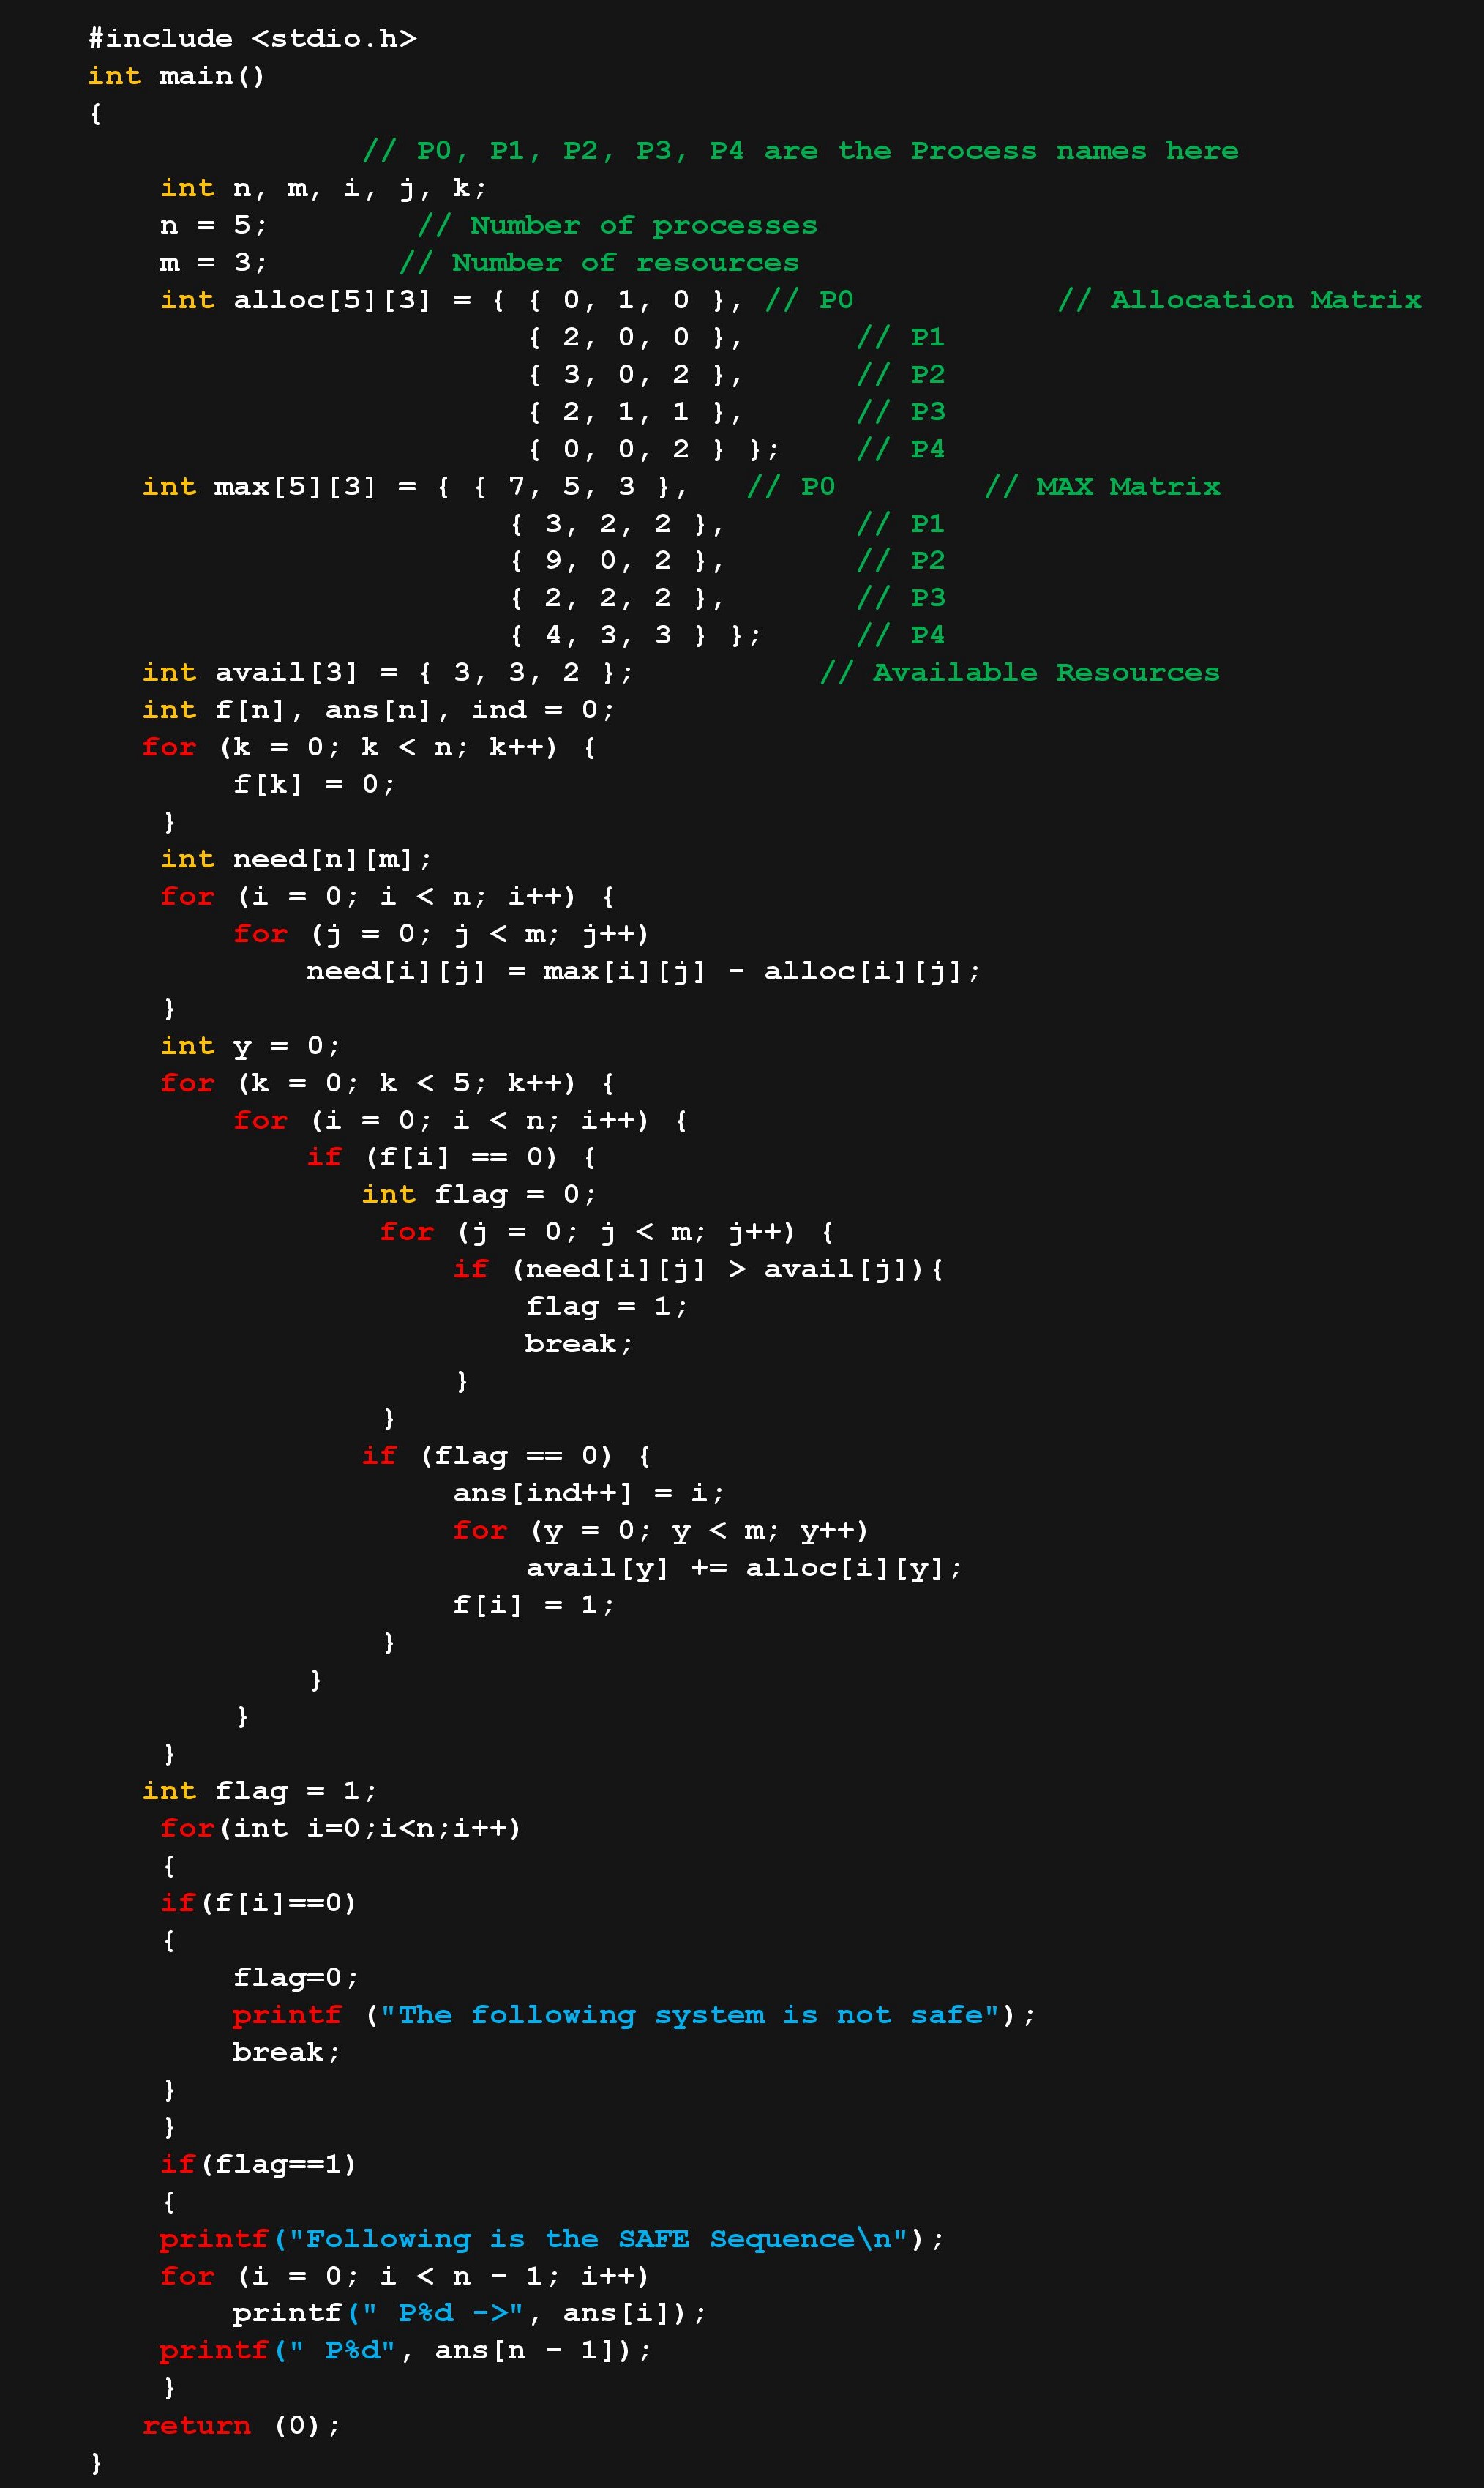 #include <stdio.h>
int main()
{
// P0, P1, P2, P3, P4 are the Process names here
int n, m, i, j, k;
n = 5; // Number of processes
m = 3; // Number of resources
int alloc[5][3] = { { 0, 1, 0 }, // P0 // Allocation Matrix
{ 2, 0, 0 }, // P1
{ 3, 0, 2 }, // P2
{ 2, 1, 1 }, // P3
{ 0, 0, 2 } }; // P4
int max[5][3] = { { 7, 5, 3 }, // P0 // MAX Matrix
{ 3, 2, 2 }, // P1
{ 9, 0, 2 }, // P2
{ 2, 2, 2 }, // P3
{ 4, 3, 3 } }; // P4
int avail[3] = { 3, 3, 2 }; // Available Resources
int f[n], ans[n], ind = 0;
for (k = 0; k < n; k++) {
f[k] = 0;
}
int need[n][m];
for (i = 0; i < n; i++) {
for (j = 0; j < m; j++)
need[i][j] = max[i][j] - alloc[i][j];
}
int y = 0;
for (k = 0; k < 5; k++) {
for (i = 0; i < n; i++) {
if (f[i] == 0) {
int flag = 0;
for (j = 0; j < m; j++) {
if (need[i][j] > avail[j]){
flag = 1;
break;
}
}
if (flag == 0) {
ans[ind++] = i;
for (y = 0; y < m; y++)
avail[y] += alloc[i][y];
f[i] = 1;
}
}
}
}
int flag = 1;
for(int i=0;i<n;i++)
{
if(f[i]==0)
{
flag=0;
printf ("The following system is not safe");
break;
}
}
if(flag==1)
{
printf("Following is the SAFE Sequence\n");
for (i = 0; i < n - 1; i++)
printf(" P%d ->", ans[i]);
printf(" P%d", ans[n - 1]);
}
return (0);
}